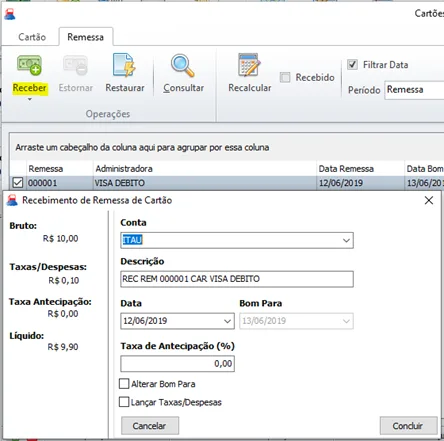 Cartões
Cartão Remessa
Receber Estornar Restaurar Consultar Recalcular Recebido Filtrar Data
Período Remessa
Operações
Arraste um cabeçalho da coluna aqui para agrupar por essa coluna
Remessa Administradora Data Remessa Data Bom
000001 VISA DEBITO 12/06/2019 13/06/20
Recebimento de Remessa de Cartão
Bruto:
R$ 10,00
Taxas/Despesas:
R$ 0,10
Taxa Antecipação:
R$ 0,00
Líquido:
R$ 9,90
Conta
ITAU
Descrição
REC REM 000001 CAR VISA DEBITO
Data Bom Para
12/06/2019 13/06/2019
Taxa de Antecipação (%)
0,00
Alterar Bom Para
Lançar Taxas/Despesas
Cancelar Concluir